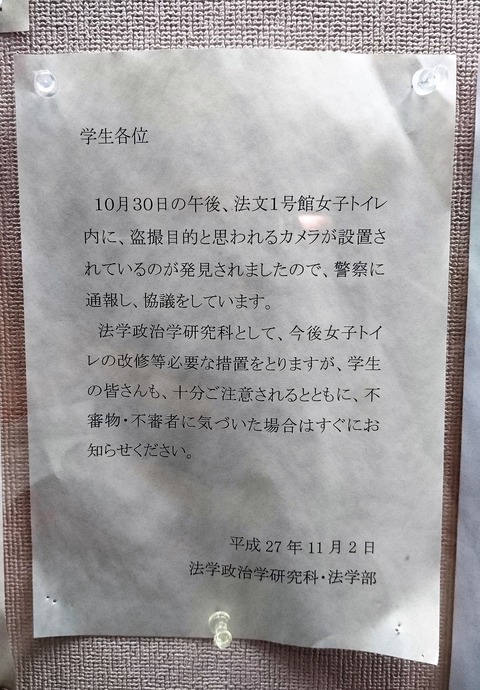 学生各位
10月30日の午後、法文1号館女子トイレ
内に、盗撮目的と思われるカメラが設置さ
れているのが発見されましたので、警察に
通報し、協議をしています。
法学政治学研究科として、今後女子トイ
レの改修等必要な措置をとりますが、学生
の皆さんも、十分ご注意されるとともに、不
審物・不審者に気づいた場合はすぐにお
知らせください。
平成27年11月2日
法学政治学研究科・法学部